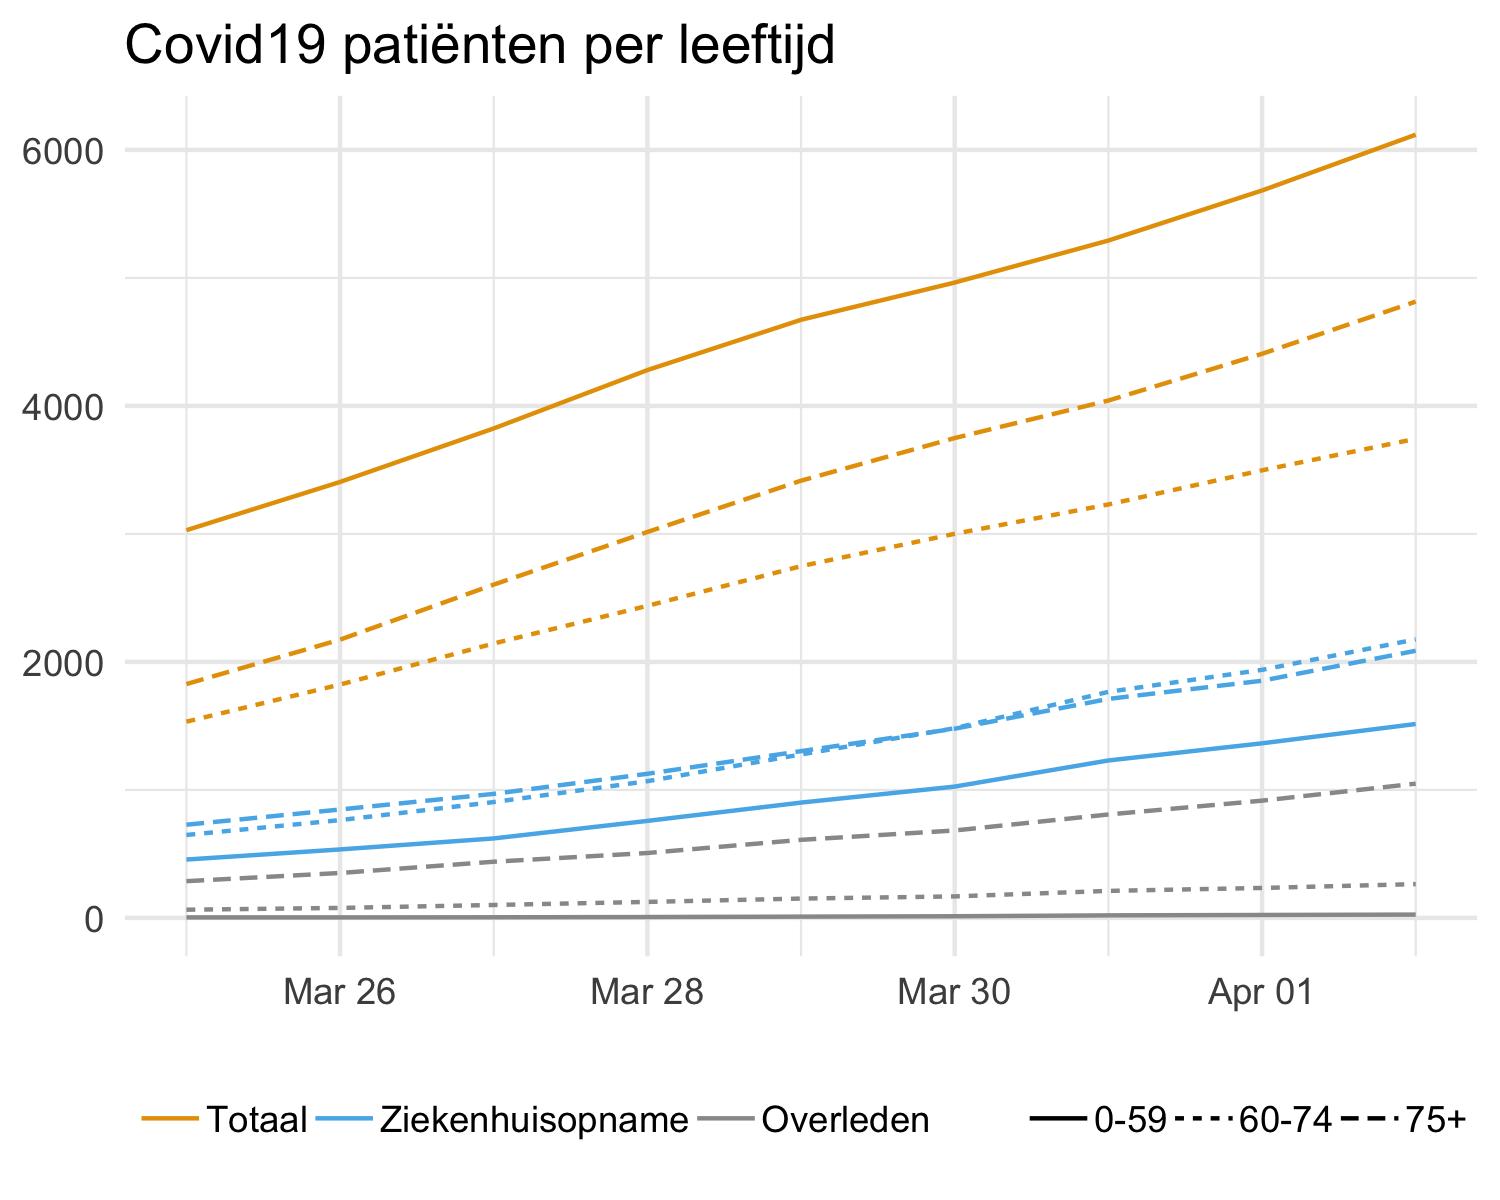 Covid19 patiënten per leeftijd
6000
4000
2000
0
Mar 26 Mar 28 Mar 30 Apr 01
Totaal Ziekenhuisopname Overleden 0-59 60-74 75+